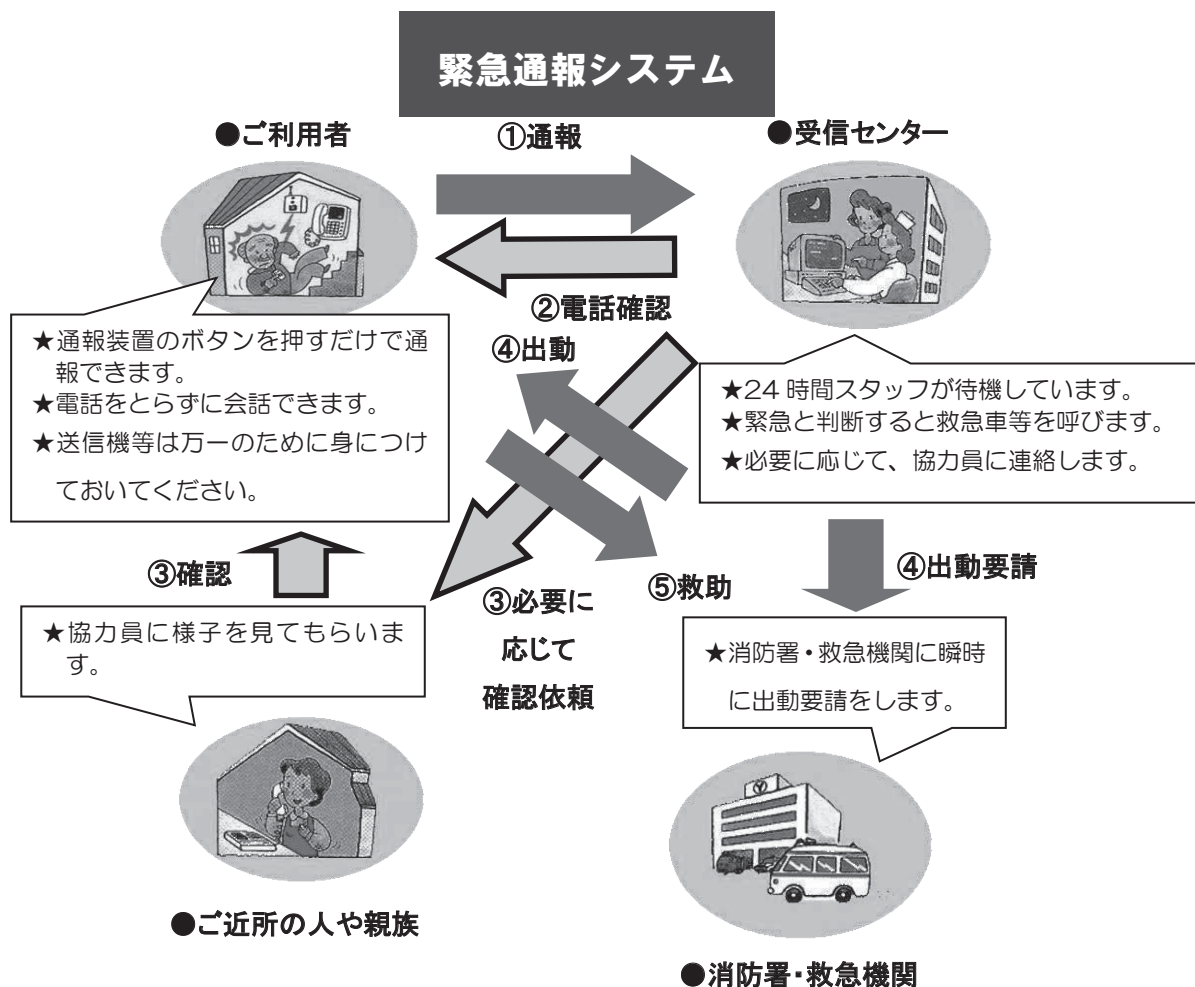 緊急通報システム
●ご利用者
①通報
●受信センター
②電話確認
④出動
★通報装置のボタンを押すだけで通
報できます。
★電話をとらずに会話できます。
★送信機等は万一のために身につけ
ておいてください。
★24時間スタッフが待機しています。
★緊急と判断すると救急車等を呼びます。
★必要に応じて、協力員に連絡します。
③確認
③必要に
応じて
確認依頼
⑤救助
④出動要請
★協力員に様子を見てもらいま
す。
★消防署・救急機関に瞬時
に出動要請をします。
●ご近所の人や親族
●消防署・救急機関